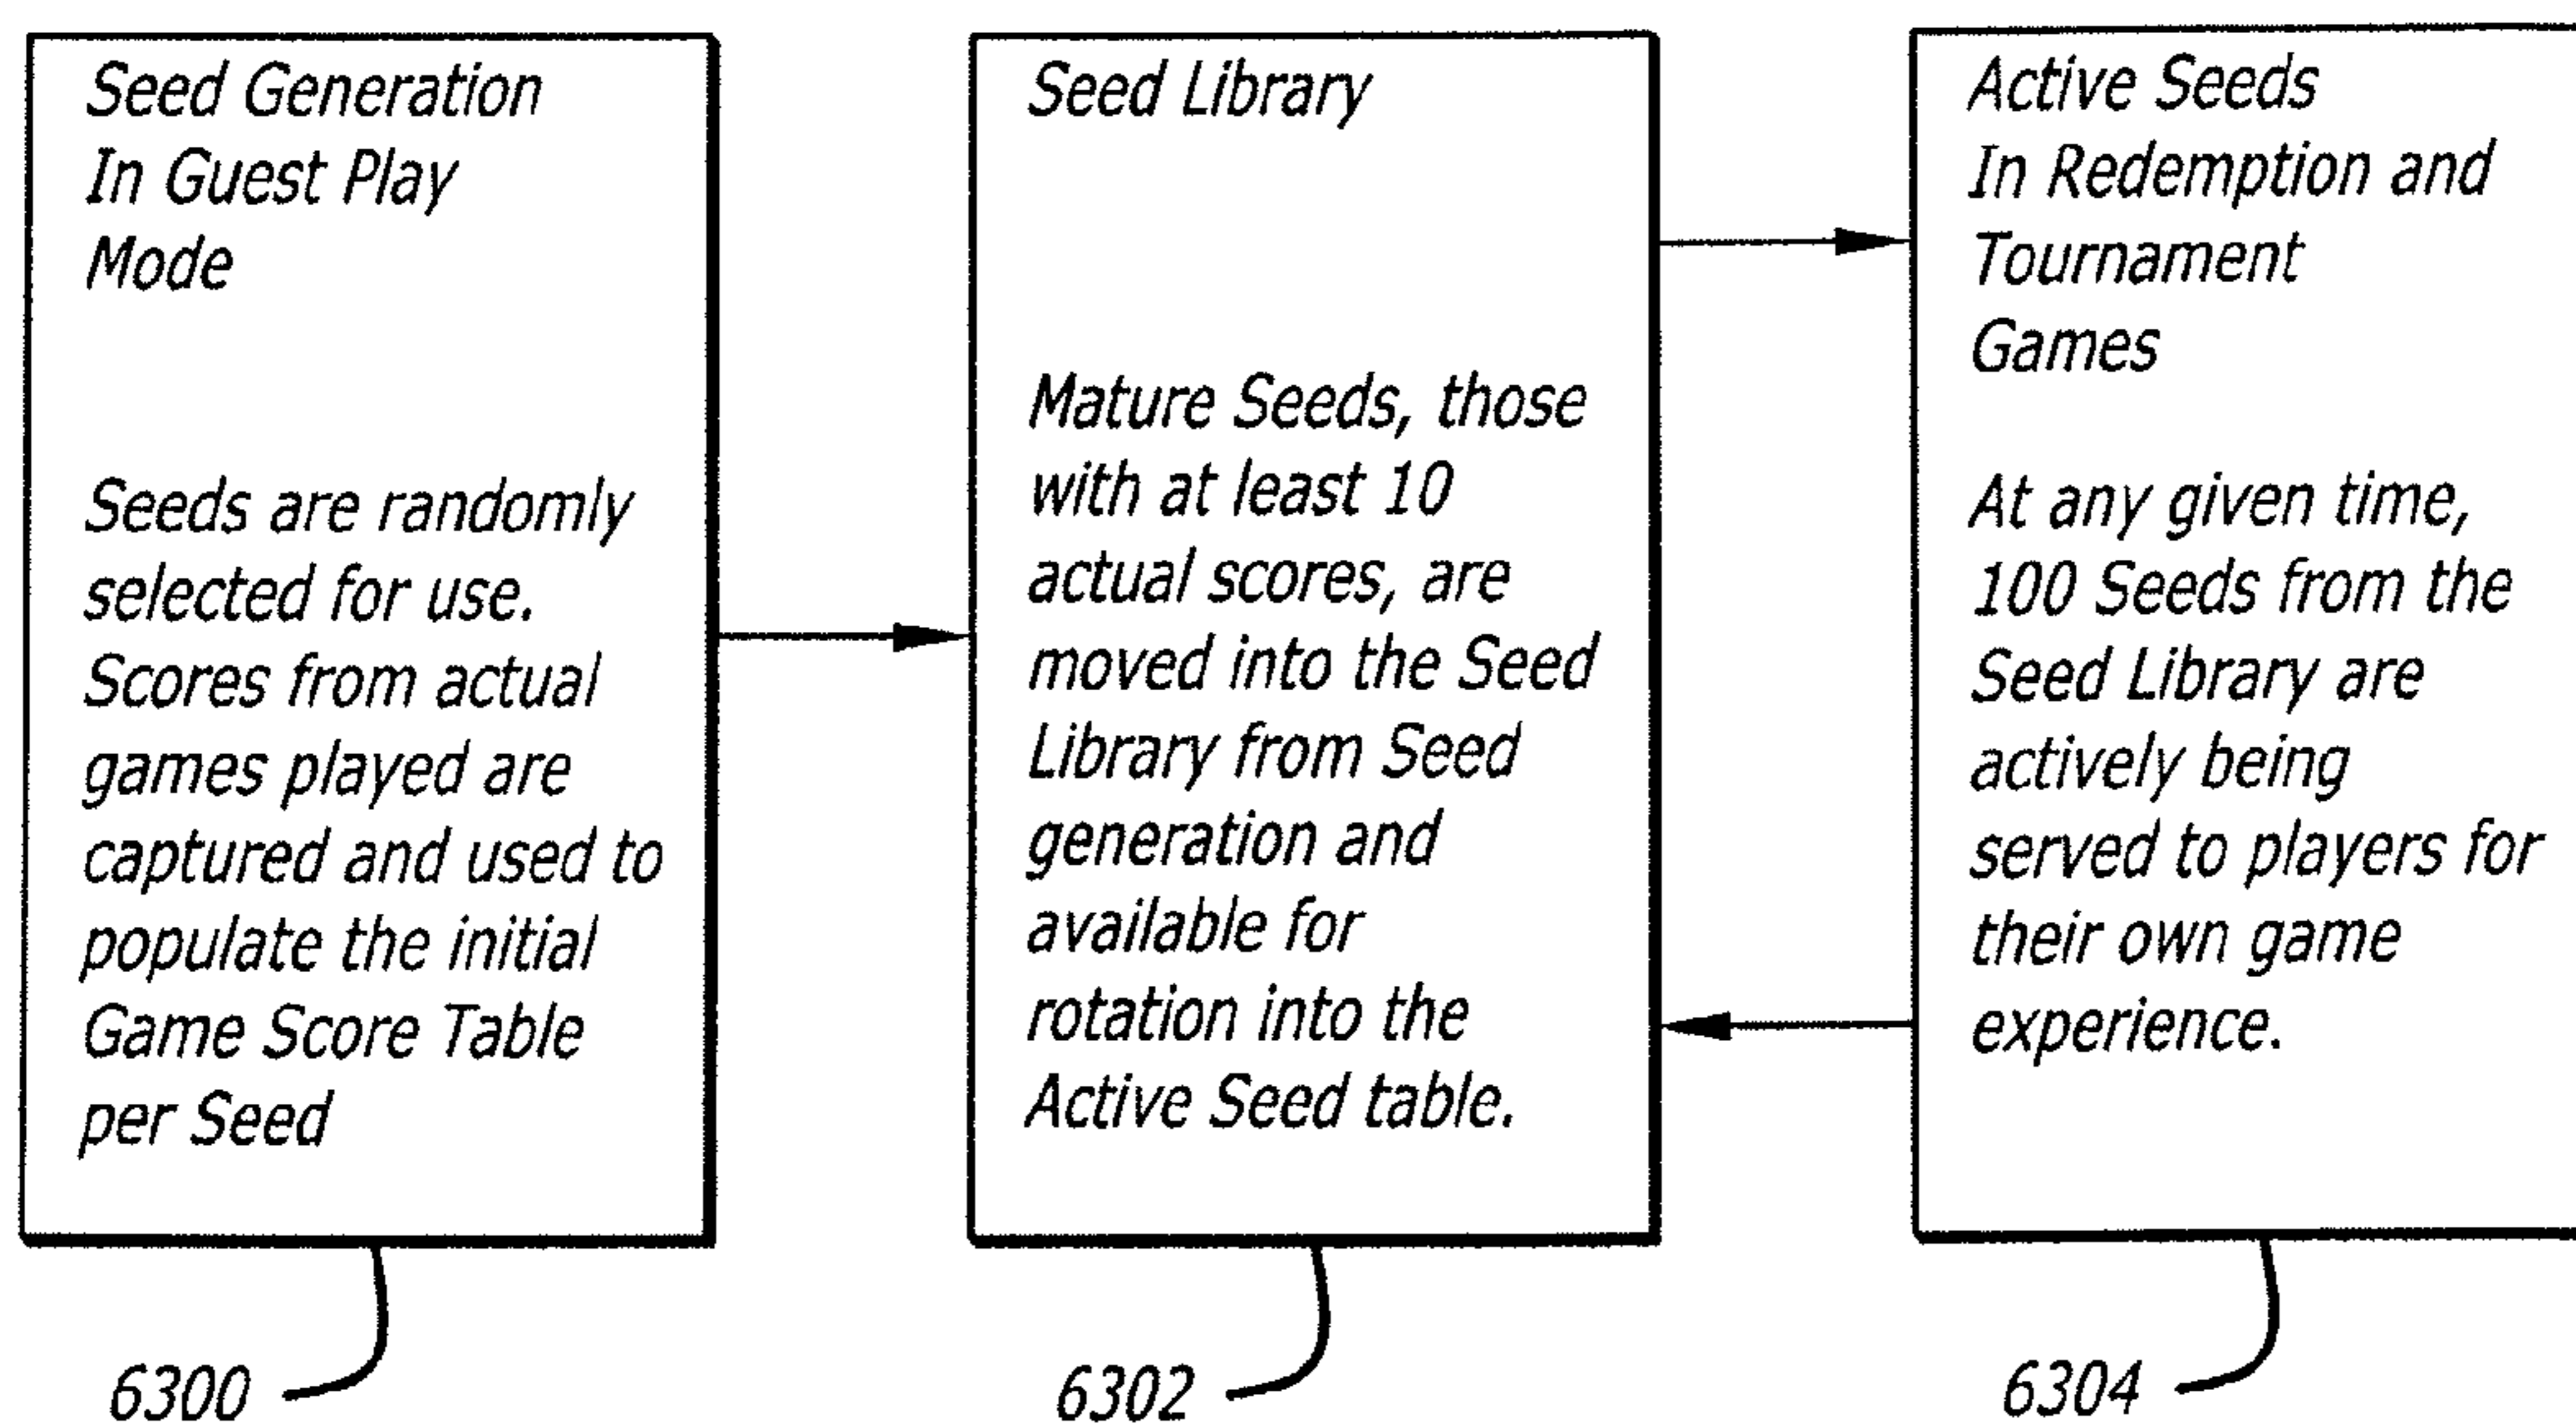 Seed Generation
In Guest Play
Mode
Seeds are randomly
selected for use.
Scores from actual
games played are
captured and used to
populate the initial
Game Score Table
per Seed
6300
Seed Library
Mature Seeds, those
with at least 10
actual scores, are
moved into the Seed
Library from Seed
generation and
available for
rotation into the
Active Seed table.
6302
Active Seeds
In Redemption and
Tournament
Games
At any given time,
100 Seeds from the
Seed Library are
actively being
served to players for
their own game
experience.
6304